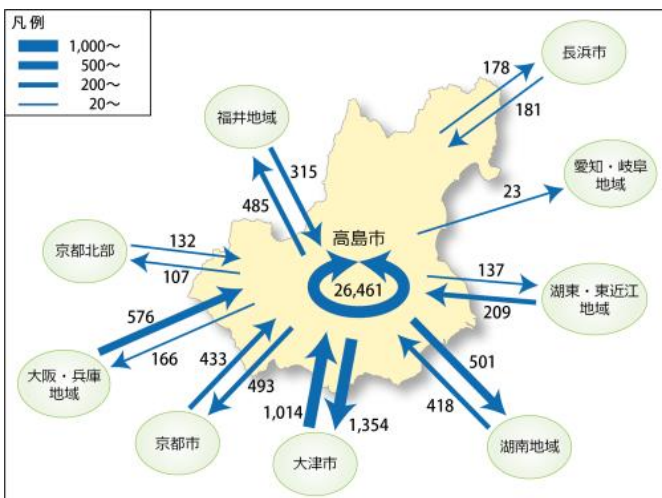 凡例
1,000～
500～
200～
20～
長浜市
178
181
福井地域
315
485
愛知・岐阜
地域
23
高島市
26,461
京都北部
132
107
137
209
湖東・東近江
地域
576
166
大阪・兵庫
地域
433
493
京都市
1,014
1,354
大津市
501
418
湖南地域